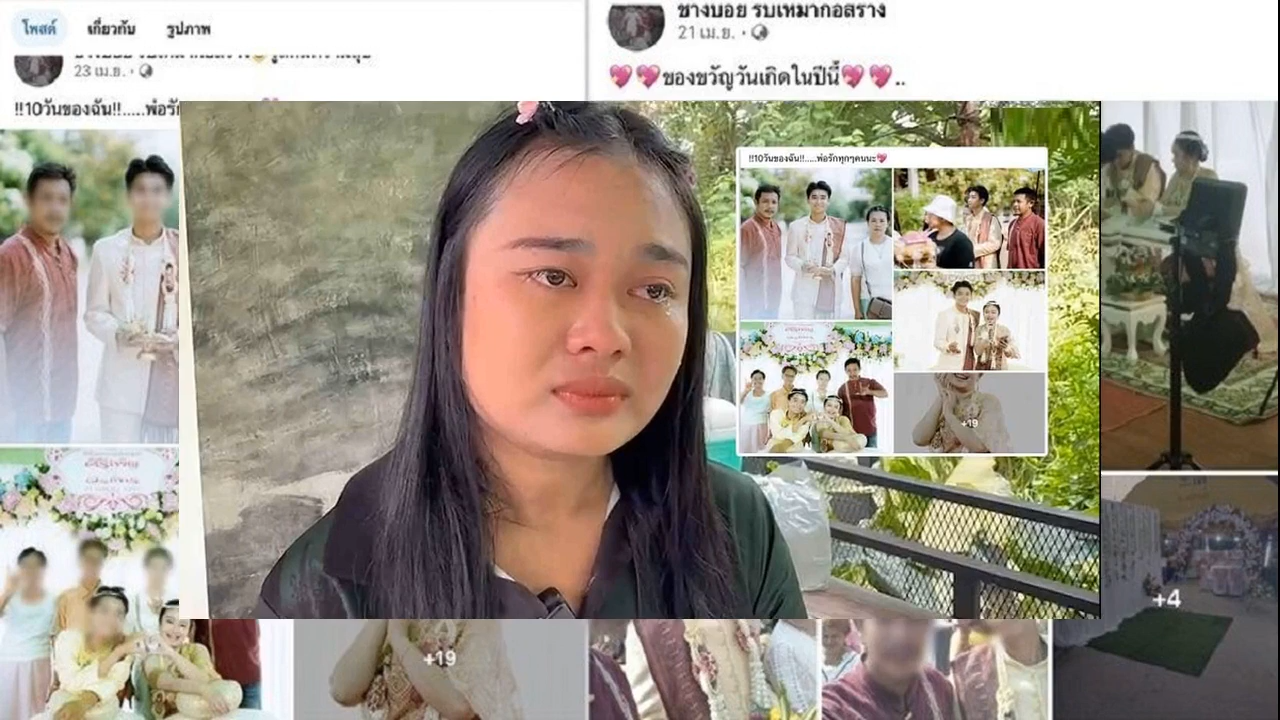 โพสต์ เกี่ยวกับ รูปภาพ
23 เม.ย.
!!10วันของฉัน!!.....พ่อรัก
ช่างบอย รับเหมาก่อสร้าง
21 เม.ย.
💖💖ของขวัญวันเกิดในปีนี้💖💖..
!!10วันของฉัน!!.....พ่อรักทุกๆคนนะ💖
+19
+19
+4